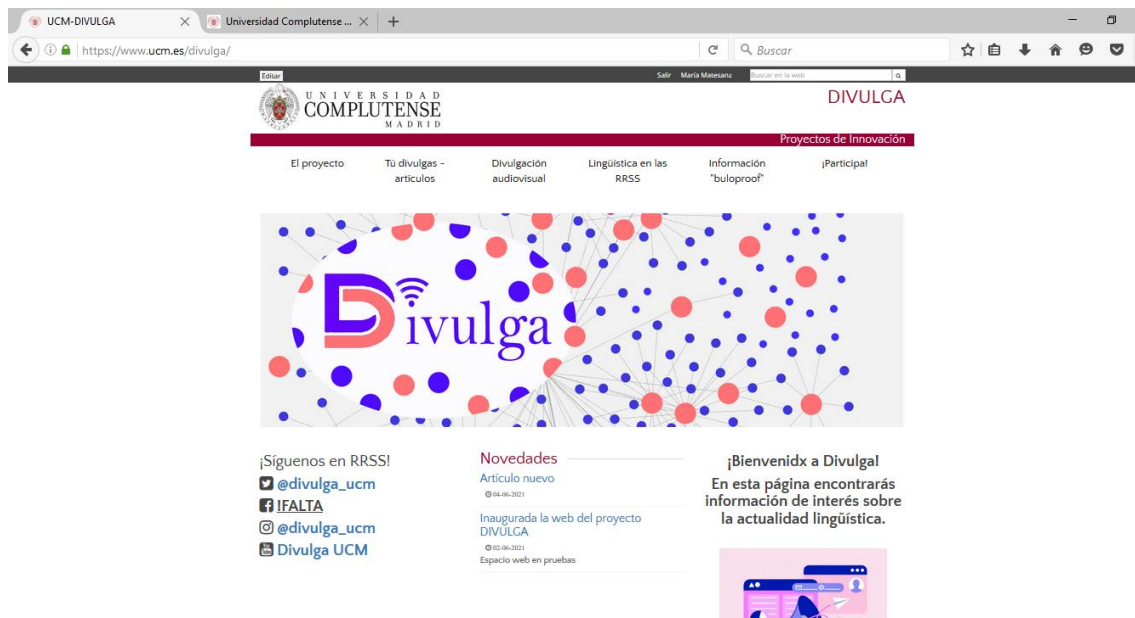 UCM-DIVULGA
Universidad Complutense ...
https://www.ucm.es/divulga/
Buscar
Editar
Salir María Matesanz Buscar en la web
UNIVERSIDAD
COMPLUTENSE
MADRID
DIVULGA
Proyectos de Innovación
El proyecto
Tú divulgas -
artículos
Divulgación
audiovisual
Lingüística en las
RRSS
Información
"buloproof"
¡Participa!
Divulga
¡Síguenos en RRSS!
@divulga_ucm
!FALTA
@divulga_ucm
Divulga UCM
Novedades
Artículo nuevo
04-06-2021
Inaugurada la web del proyecto
DIVULGA
02-06-2021
Espacio web en pruebas
¡Bienvenidx a Divulga!
En esta página encontrarás
información de interés sobre
la actualidad lingüística.